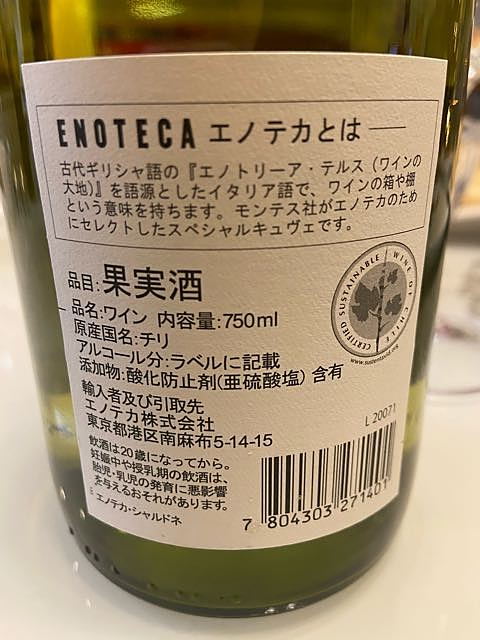 ENOTECA エノテカとは
古代ギリシャ語の『エノトリーア・テルス(ワインの
大地)』を語源としたイタリア語で、ワインの箱や棚
という意味を持ちます。モンテス社がエノテカのため
にセレクトしたスペシャルキュヴェです。
品目:果実酒
品名:ワイン 内容量:750ml
原産国名:チリ
アルコール分:ラベルに記載
添加物:酸化防止剤(亜硫酸塩)含有
輸入者及び引取先
エノテカ株式会社
東京都港区南麻布5-14-15
飲酒は20歳になってから。
妊娠中や授乳期の飲酒は、
胎児・乳児の発育に悪影響
を与えるおそれがあります。
エノテカ・シャルドネ
CERTIFIED SUSTAINABLE WINE OF CHILE
L 20071
7 804303 271401